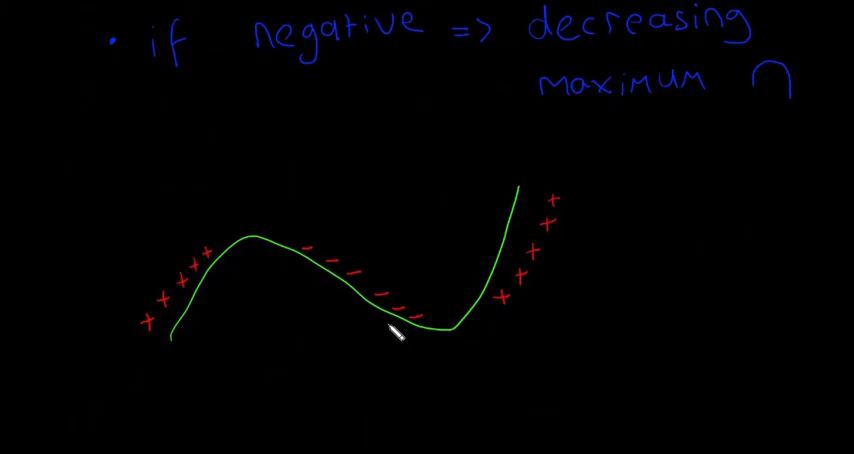 • if negative => decreasing
maximum ∩
+ + + + +
- - - - - -
+ + + + +